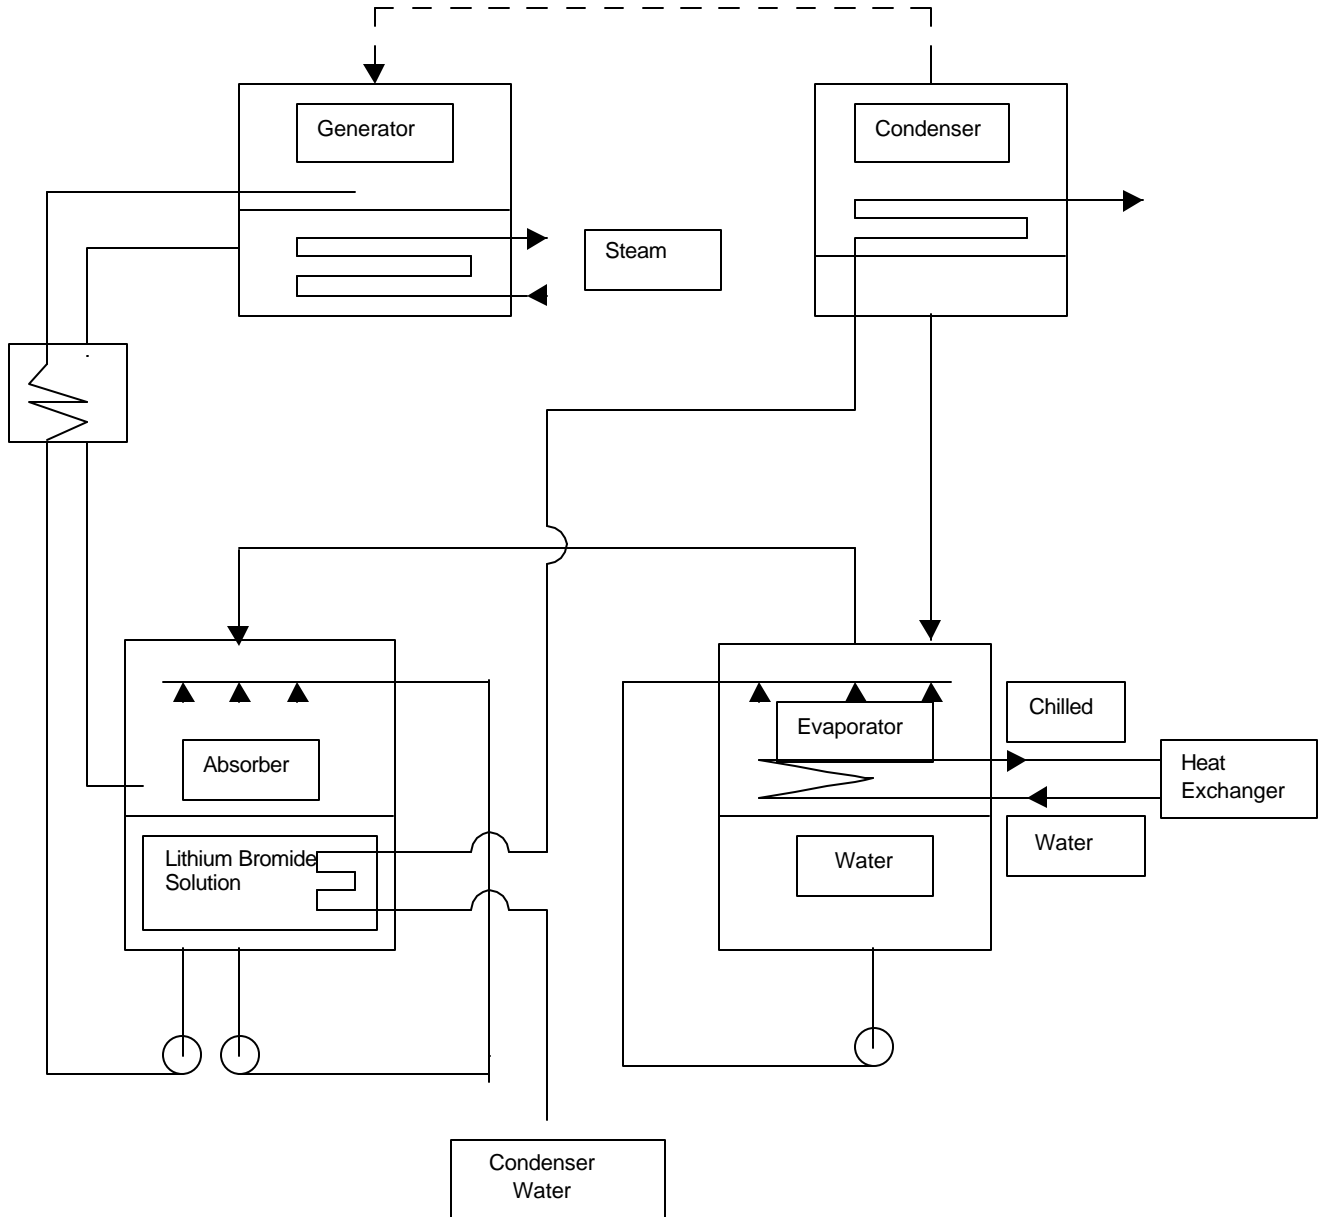 Generator
Condenser
Steam
Chilled
Evaporator
Heat
Exchanger
Absorber
Water
Lithium Bromide
Solution
Water
Condenser
Water